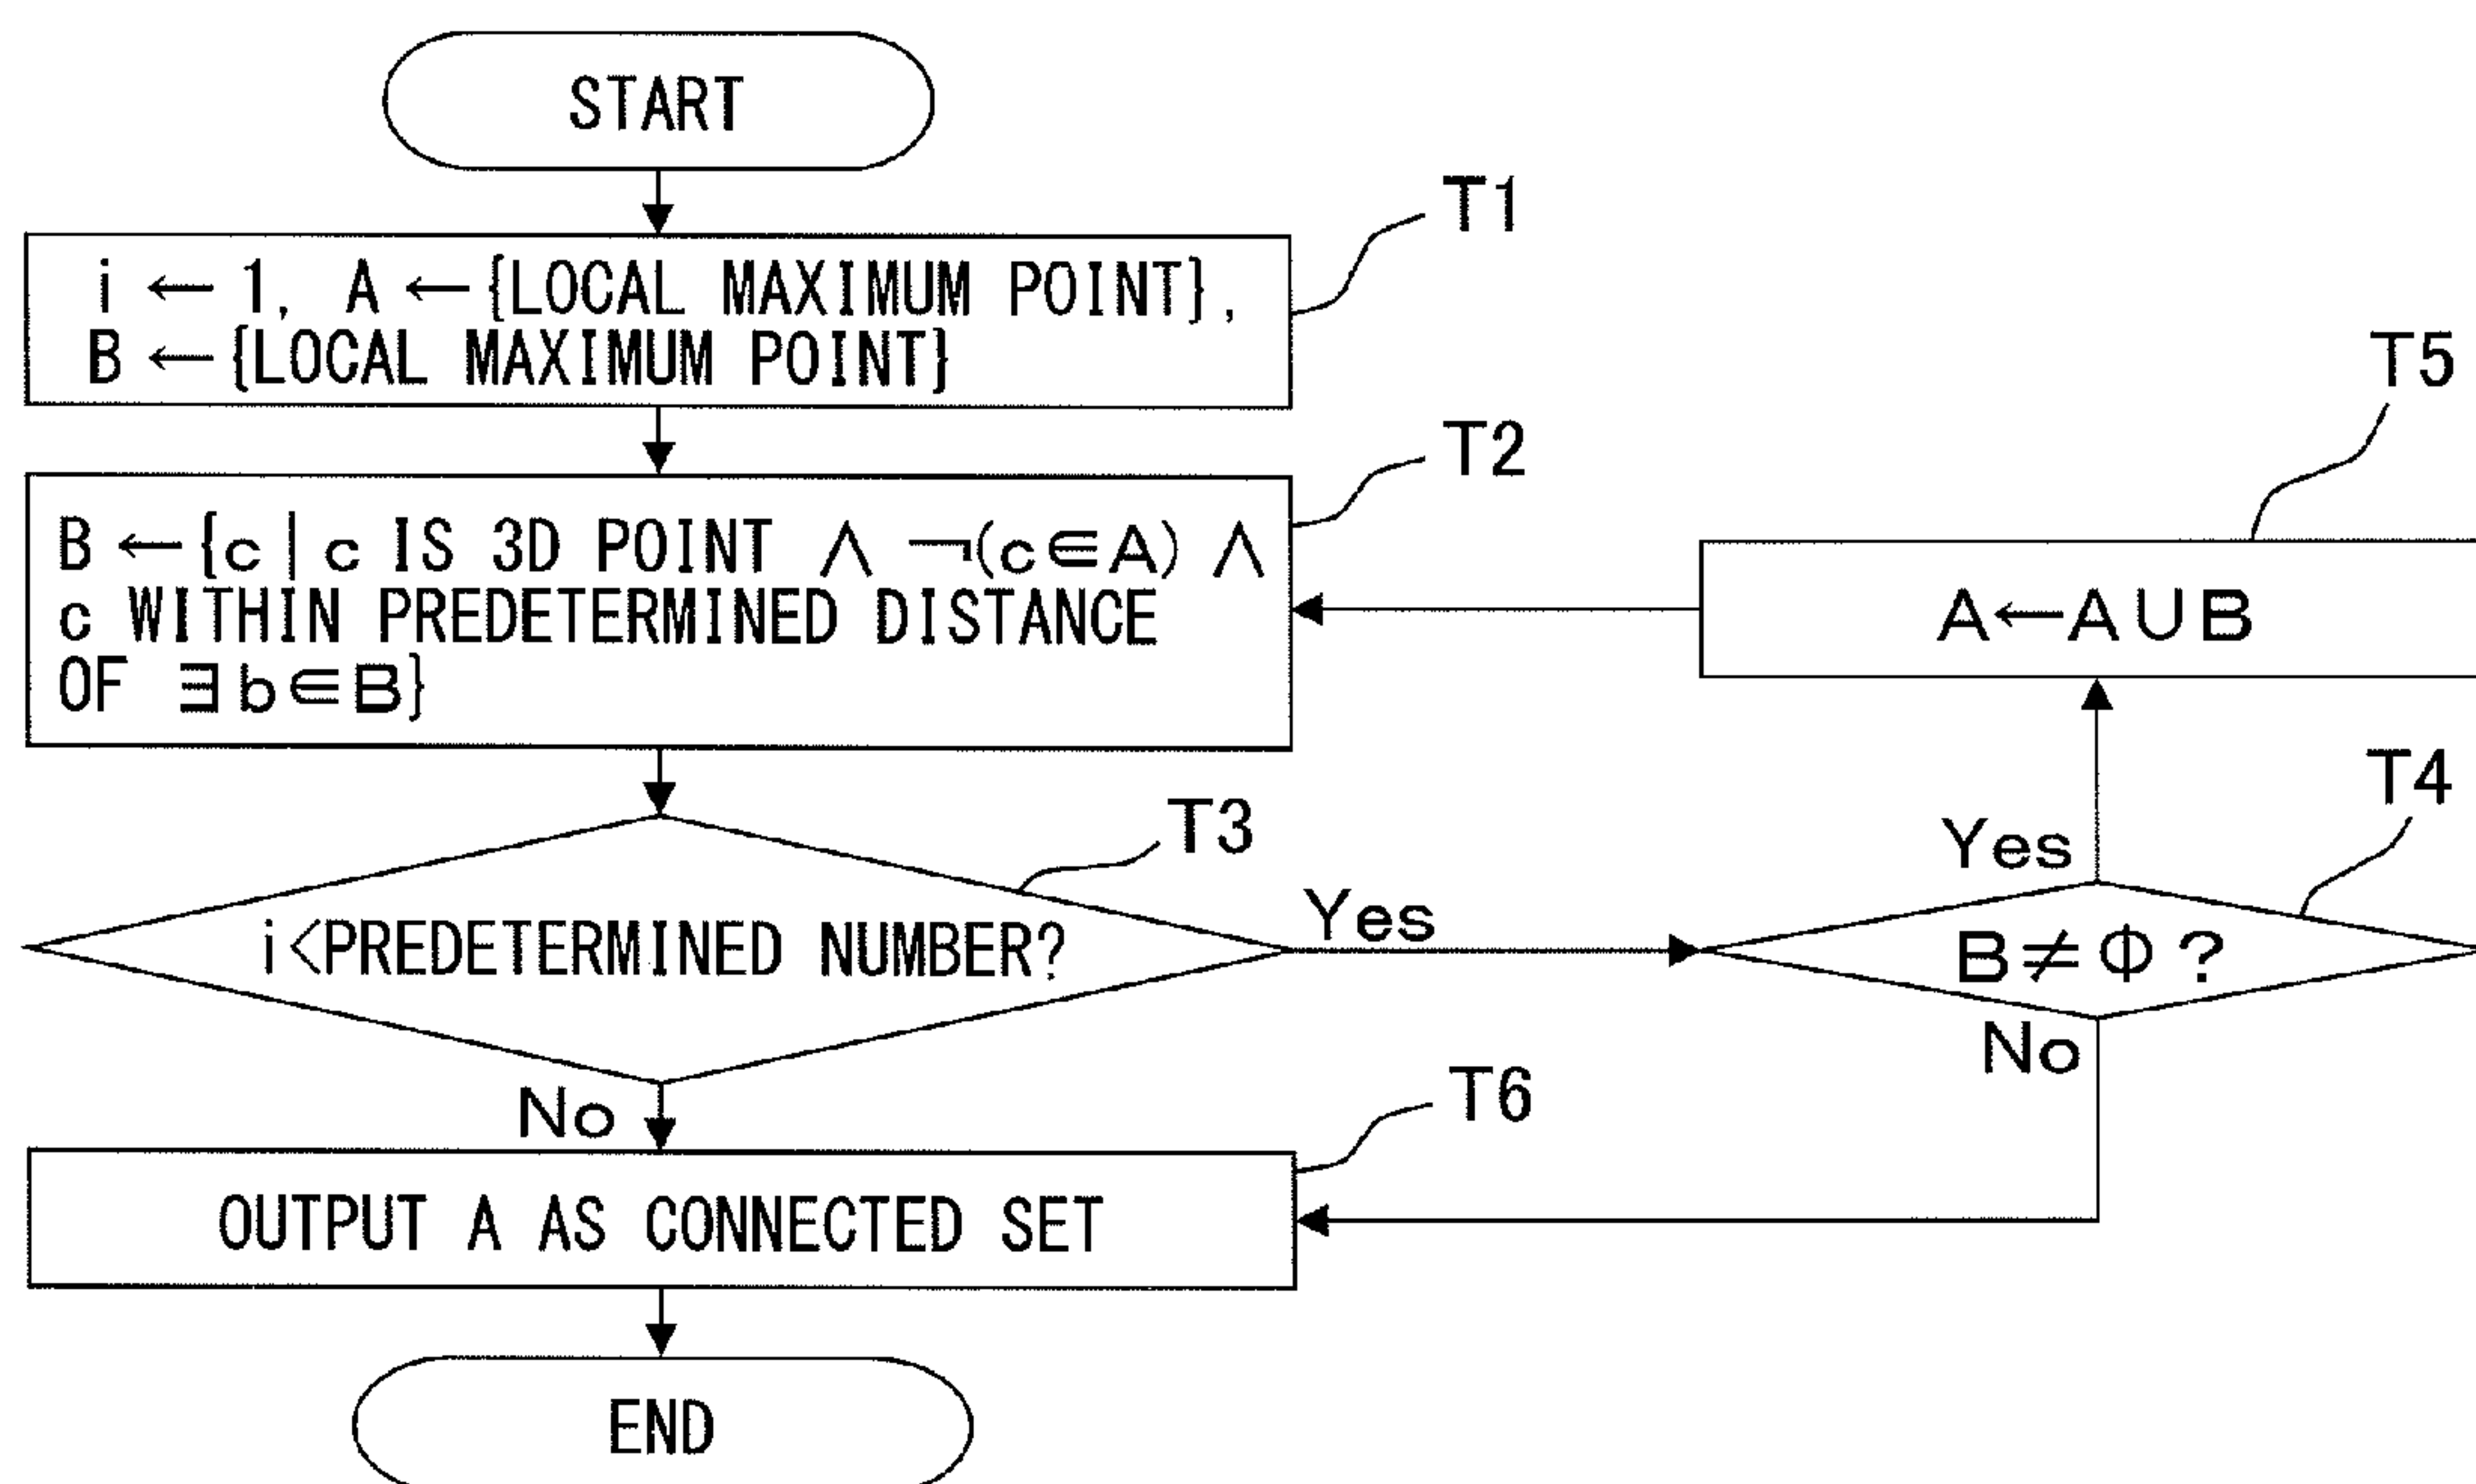 START
T1
i ← 1, A ← {LOCAL MAXIMUM POINT},
B ← {LOCAL MAXIMUM POINT}
T5
T2
B ← {c | c IS 3D POINT ∧ ¬(c∈A) ∧
c WITHIN PREDETERMINED DISTANCE
OF ∃b∈B}
A←A∪B
T4
T3
Yes
i<PREDETERMINED NUMBER?
Yes
B≠Φ?
No
No
T6
OUTPUT A AS CONNECTED SET
END